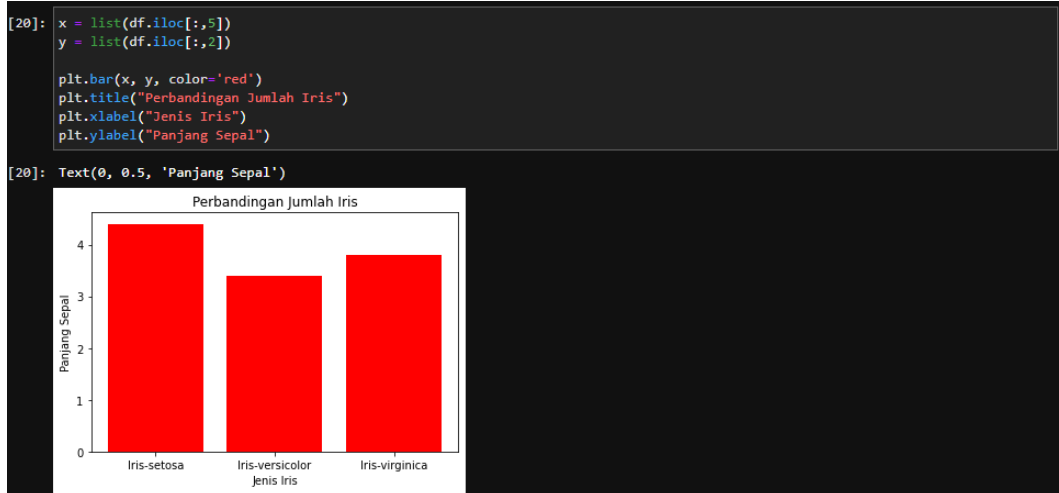 [20]: x = list(df.iloc[:,5])
y = list(df.iloc[:,2])
plt.bar(x, y, color='red')
plt.title("Perbandingan Jumlah Iris")
plt.xlabel("Jenis Iris")
plt.ylabel("Panjang Sepal")
[20]: Text(0, 0.5, 'Panjang Sepal')
Perbandingan Jumlah Iris
4
3
2
1
0
Panjang Sepal
Iris-setosa Iris-versicolor Iris-virginica
Jenis Iris